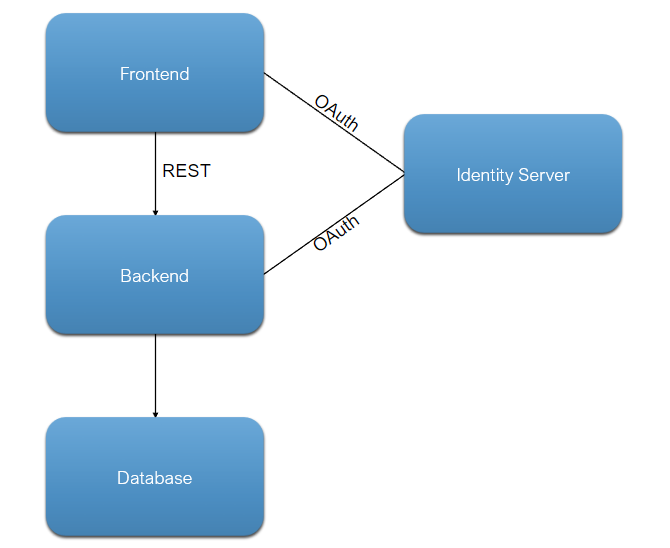 Frontend
OAuth
REST
Identity Server
OAuth
Backend
Database